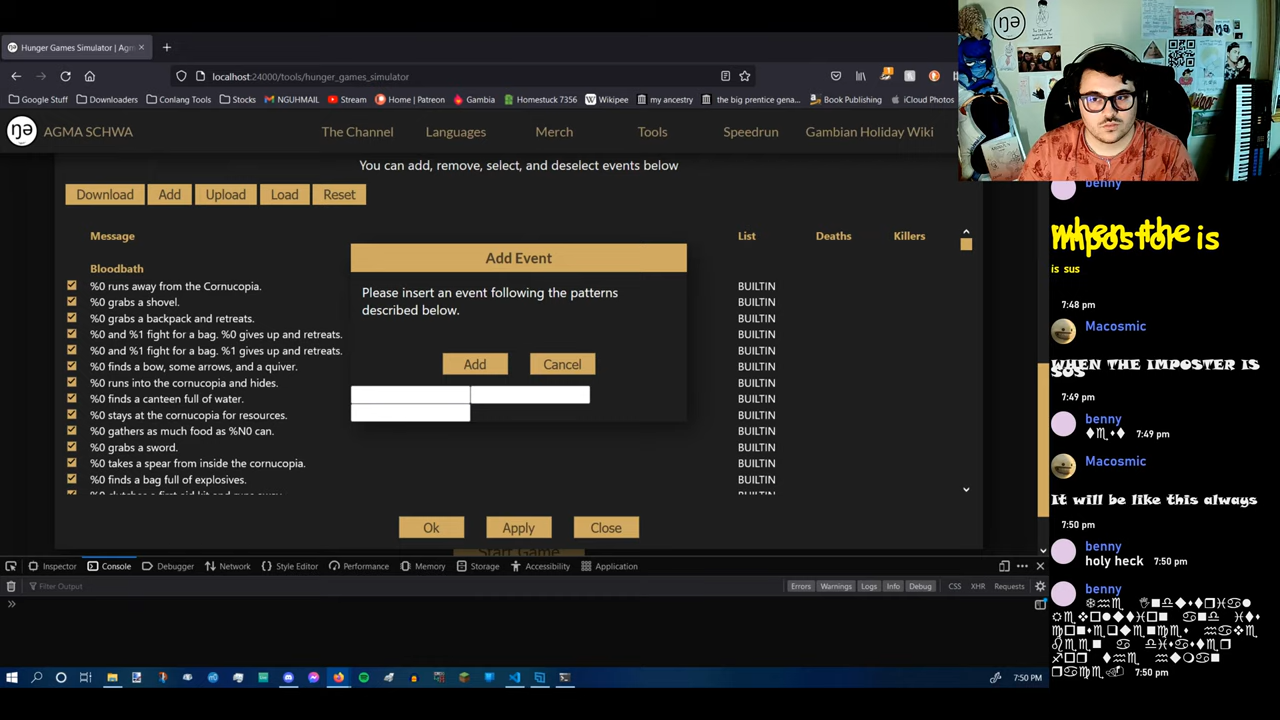 Hunger Games Simulator | Agm
localhost:24000/tools/hunger_games_simulator
Google Stuff Downloaders Conlang Tools Stocks NGUHMAIL Stream Home | Patreon Gambia Homestuck 7356 Wikipee my ancestry the big prentice gena... Book Publishing iCloud Photos
ŋə AGMA SCHWA The Channel Languages Merch Tools Speedrun Gambian Holiday Wiki
You can add, remove, select, and deselect events below
Download Add Upload Load Reset
Message List Deaths Killers
Bloodbath
%0 runs away from the Cornucopia. BUILTIN
%0 grabs a shovel. BUILTIN
%0 grabs a backpack and retreats. BUILTIN
%0 and %1 fight for a bag. %0 gives up and retreats. BUILTIN
%0 and %1 fight for a bag. %1 gives up and retreats. BUILTIN
%0 finds a bow, some arrows, and a quiver. BUILTIN
%0 runs into the cornucopia and hides. BUILTIN
%0 finds a canteen full of water. BUILTIN
%0 stays at the cornucopia for resources. BUILTIN
%0 gathers as much food as %N0 can. BUILTIN
%0 grabs a sword. BUILTIN
%0 takes a spear from inside the cornucopia. BUILTIN
%0 finds a bag full of explosives. BUILTIN
Add Event
Please insert an event following the patterns
described below.
Add Cancel
Ok Apply Close
Start Game
Inspector Console Debugger Network Style Editor Performance Memory Storage Accessibility Application
Filter Output Errors Warnings Logs Info Debug CSS XHR Requests
7:50 PM
ŋə
benny
when the
impostor is
is sus
7:48 pm
Macosmic
WHEN THE IMPOSTER IS
SUS
7:49 pm
benny
♦♏⬧♦ 7:49 pm
Macosmic
It will be like this always
7:50 pm
benny
holy heck 7:50 pm
benny
7:50 pm